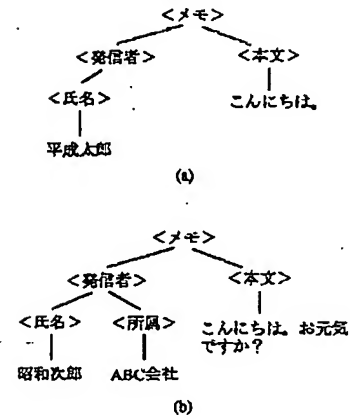 <メモ>
<発信者> <本文>
<氏名> こんにちは。
平成太郎
(a)
<メモ>
<発信者> <本文>
<氏名> <所属> こんにちは。お元気
ですか?
昭和次郎 ABC会社
(b)